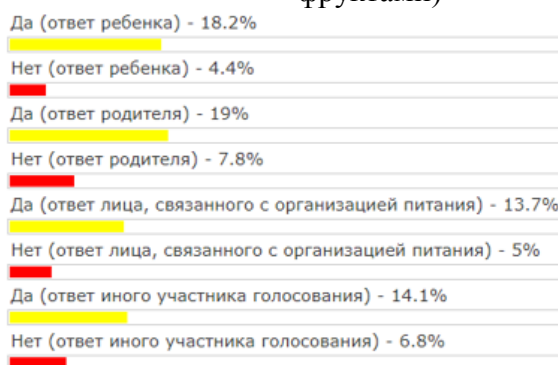 фруктами)
Да (ответ ребенка) - 18.2%
Нет (ответ ребенка) - 4.4%
Да (ответ родителя) - 19%
Нет (ответ родителя) - 7.8%
Да (ответ лица, связанного с организацией питания) - 13.7%
Нет (ответ лица, связанного с организацией питания) - 5%
Да (ответ иного участника голосования) - 14.1%
Нет (ответ иного участника голосования) - 6.8%